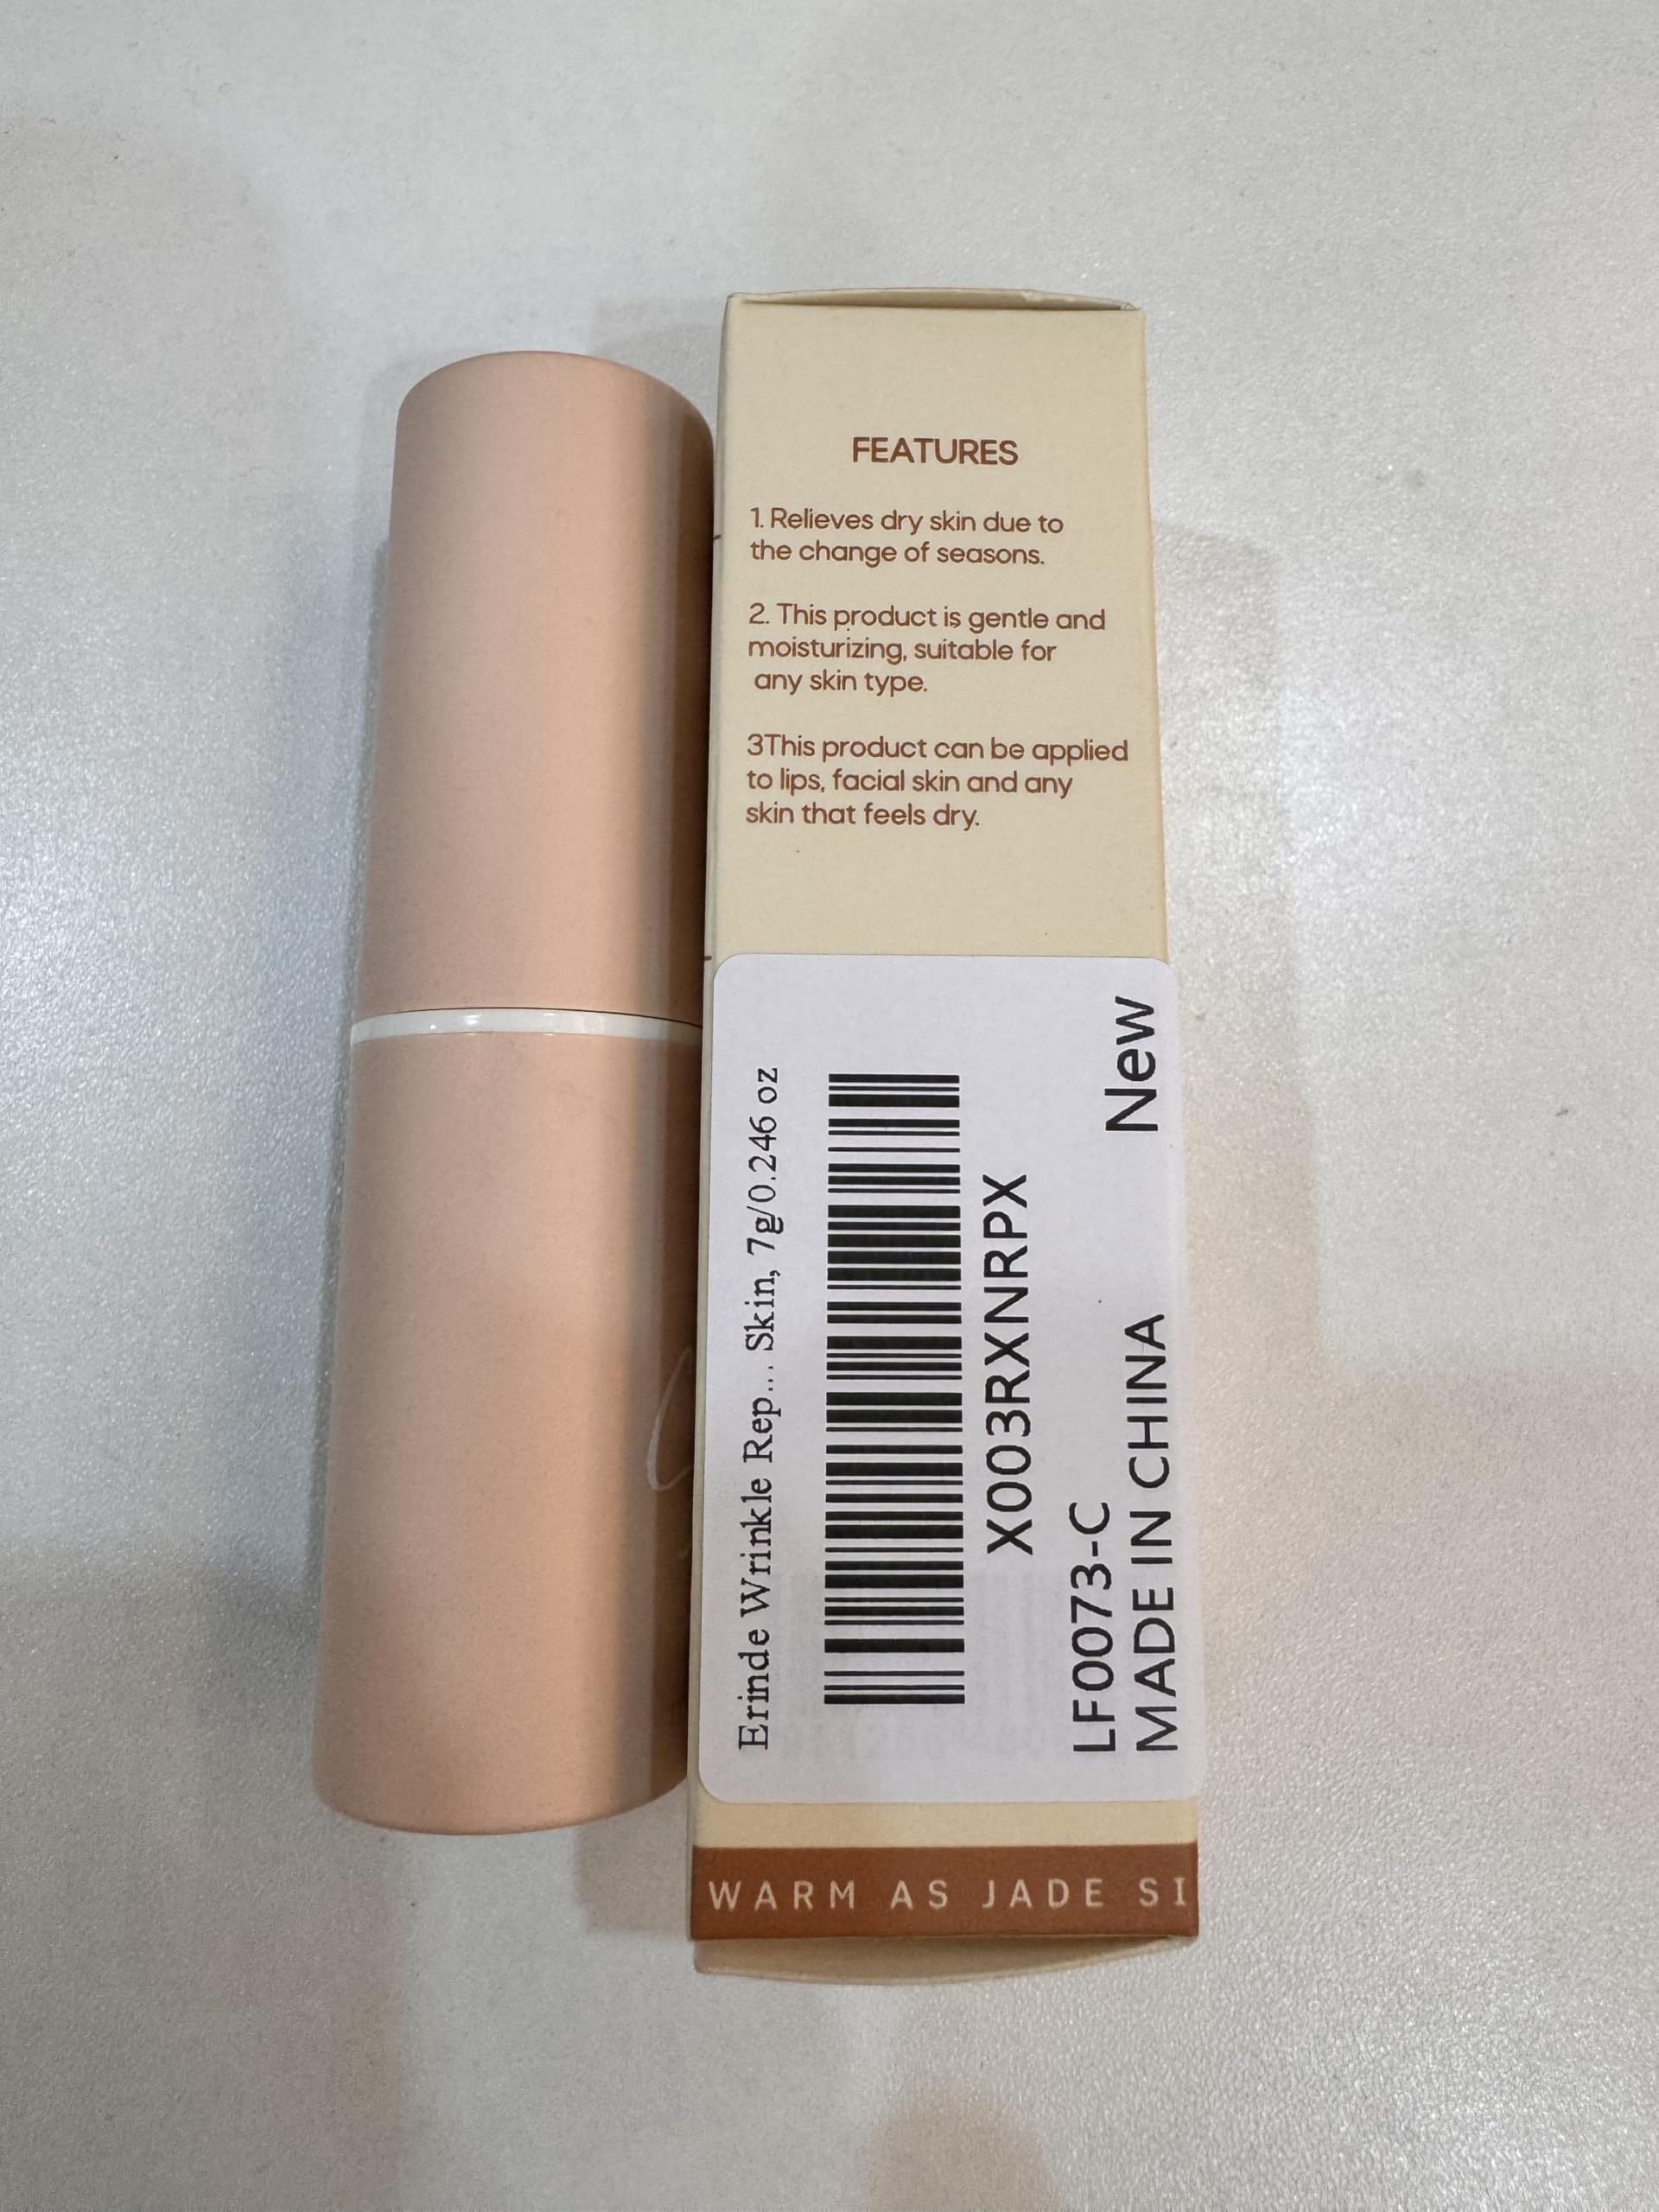 FEATURES
1. Relieves dry skin due to
the change of seasons.
2. This product is gentle and
moisturizing, suitable for
any skin type.
3This product can be applied
to lips, facial skin and any
skin that feels dry.
Erinde Wrinkle Rep... Skin, 7g/0.246 oz
X003RXNRPX
New
LF0073-C
MADE IN CHINA
WARM AS JADE SI